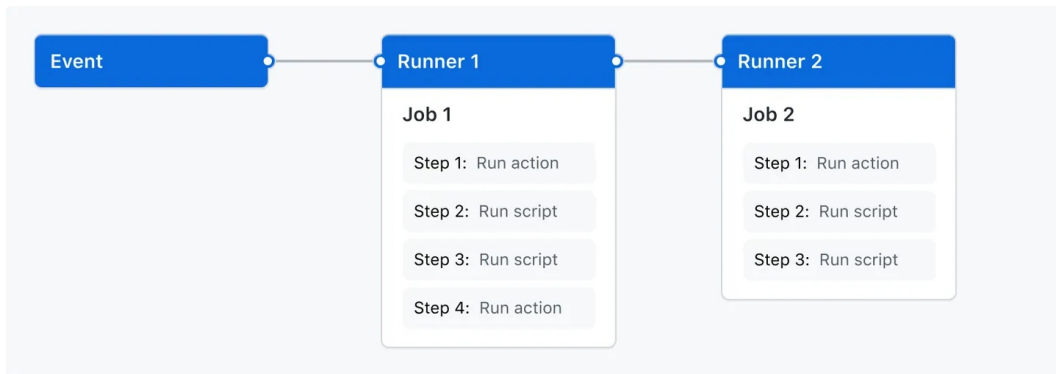 Event
Runner 1
Job 1
Step 1: Run action
Step 2: Run script
Step 3: Run script
Step 4: Run action
Runner 2
Job 2
Step 1: Run action
Step 2: Run script
Step 3: Run script